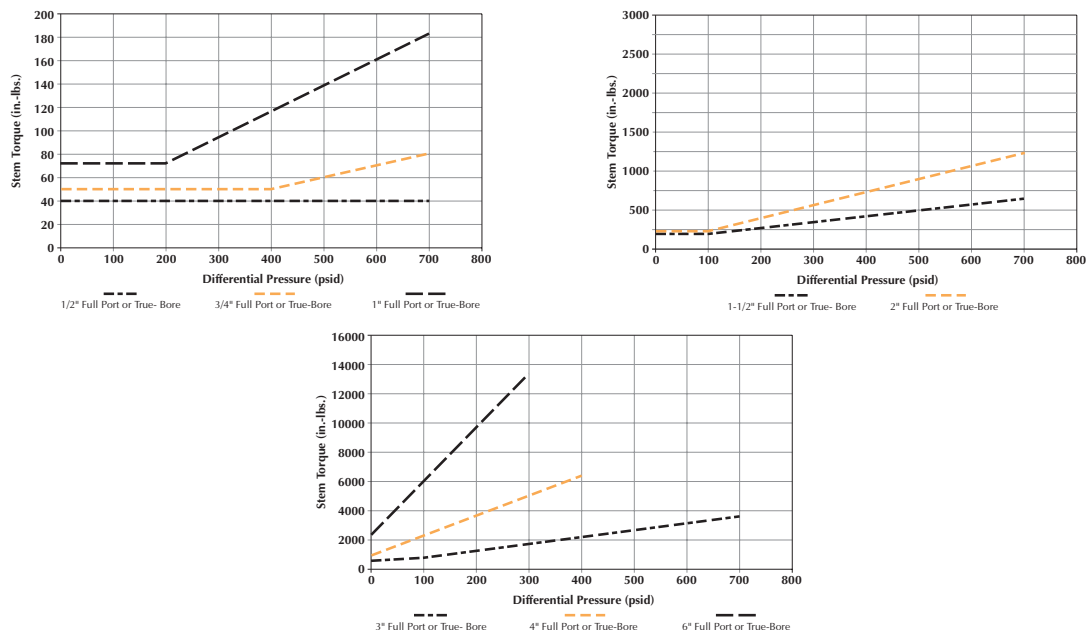 200
180
160
140
120
100
80
60
40
20
0
Stem Torque (in.-lbs.)
0 100 200 300 400 500 600 700 800
Differential Pressure (psid)
1/2" Full Port or True- Bore 3/4" Full Port or True-Bore 1" Full Port or True-Bore
3000
2500
2000
1500
1000
500
0
Stem Torque (in.-lbs.)
0 100 200 300 400 500 600 700 800
Differential Pressure (psid)
1-1/2" Full Port or True- Bore 2" Full Port or True-Bore
16000
14000
12000
10000
8000
6000
4000
2000
0
Stem Torque (in.-lbs.)
0 100 200 300 400 500 600 700 800
Differential Pressure (psid)
3" Full Port or True- Bore 4" Full Port or True-Bore 6" Full Port or True-Bore